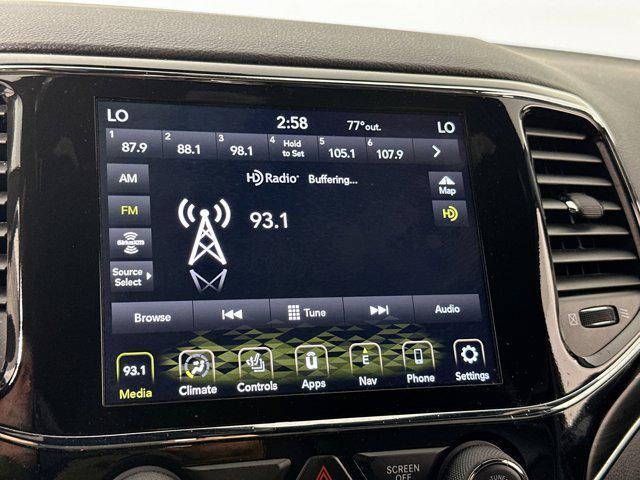 LO 2:58 77° out. LO
1 87.9 2 88.1 3 98.1 4 Hold to Set 5 105.1 6 107.9
AM HD Radio Buffering... Map
FM 93.1 HD
SiriusXM
Source
Select
Browse Tune Audio
93.1 E
Media Climate Controls Apps Nav Phone Settings
SCREEN
OFF
TUNE